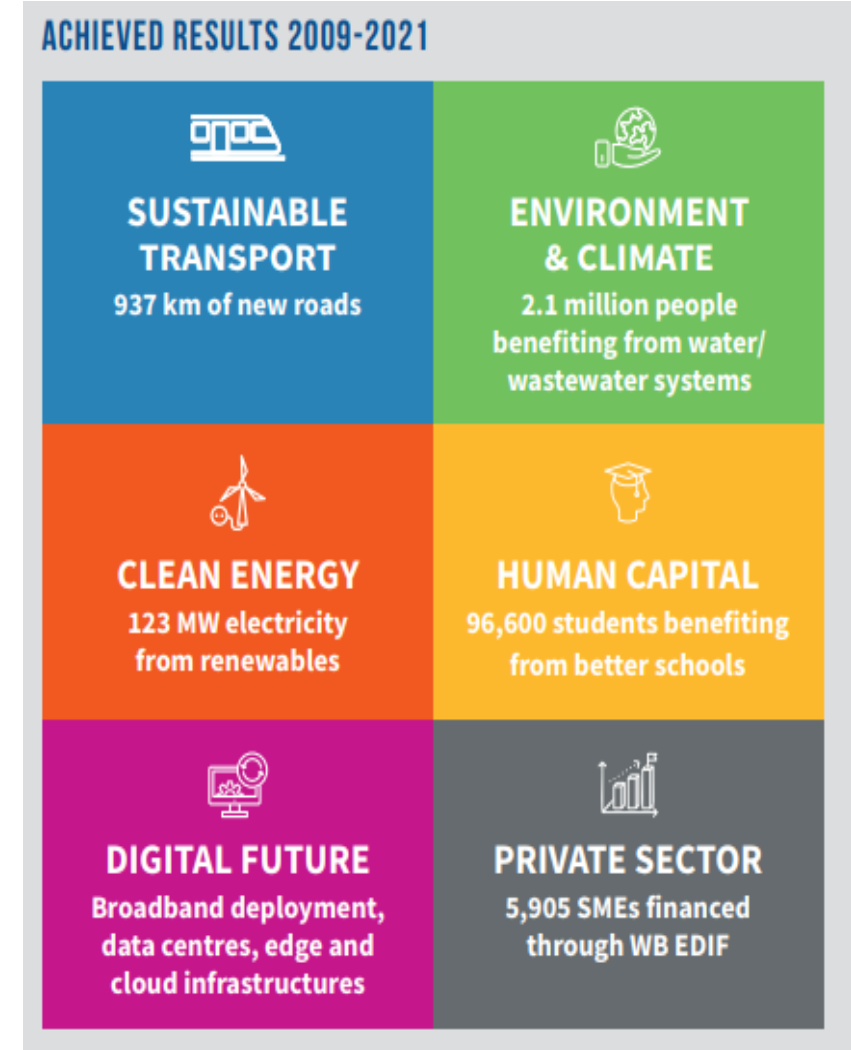 ACHIEVED RESULTS 2009-2021
SUSTAINABLE
TRANSPORT
937 km of new roads
ENVIRONMENT
& CLIMATE
2.1 million people
benefiting from water/
wastewater systems
CLEAN ENERGY
123 MW electricity
from renewables
HUMAN CAPITAL
96,600 students benefiting
from better schools
DIGITAL FUTURE
Broadband deployment,
data centres, edge and
cloud infrastructures
PRIVATE SECTOR
5,905 SMEs financed
through WB EDIF